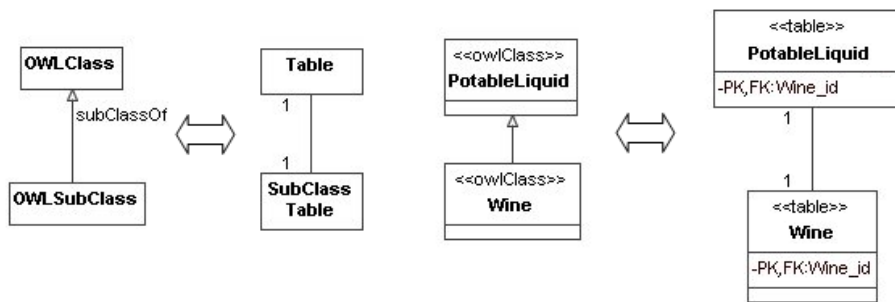 OWLClass
subClassOf
OWLSubClass
Table
1
1
SubClass
Table
<<owlClass>>
PotableLiquid
<<owlClass>>
Wine
<<table>>
PotableLiquid
-PK,FK:Wine_id
1
1
<<table>>
Wine
-PK,FK:Wine_id